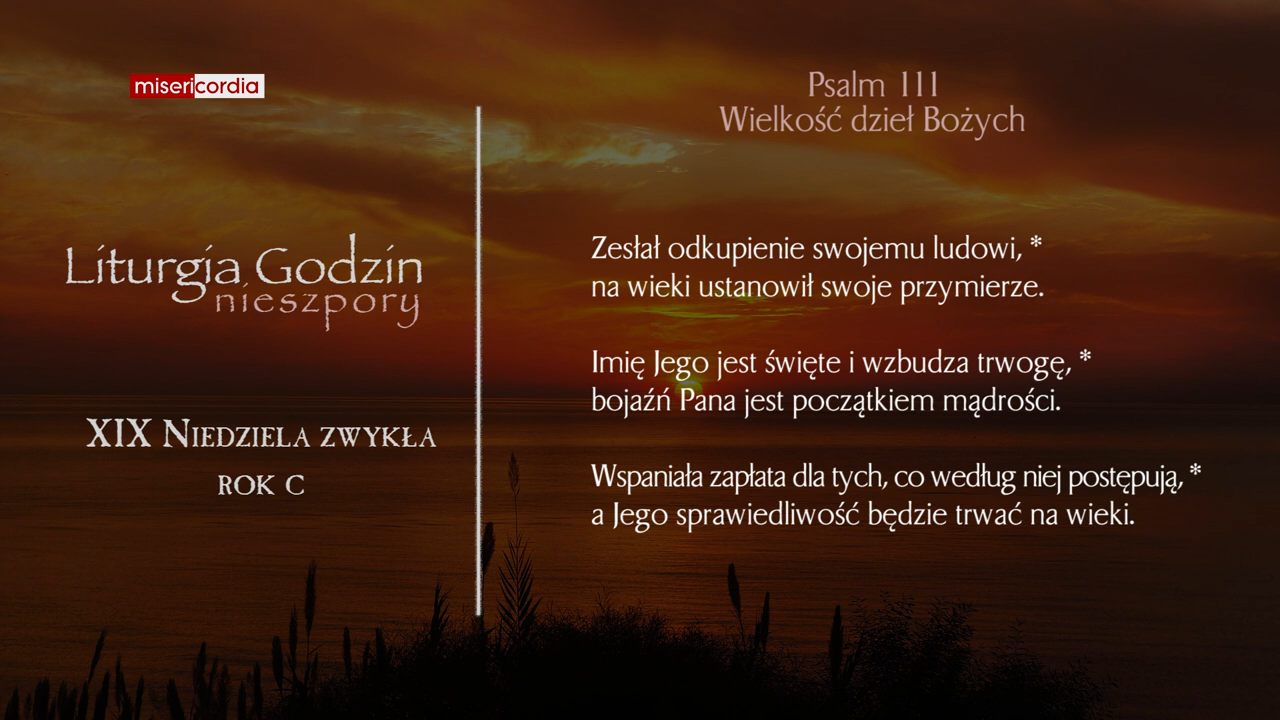 misericordia
Liturgia Godzin
nieszpory
XIX Niedziela zwykła
rok C
Psalm 111
Wielkość dzieł Bożych
Zesłał odkupienie swojemu ludowi, *
na wieki ustanowił swoje przymierze.
Imię Jego jest święte i wzbudza trwogę, *
bojaźń Pana jest początkiem mądrości.
Wspaniała zapłata dla tych, co według niej postępują, *
a Jego sprawiedliwość będzie trwać na wieki.